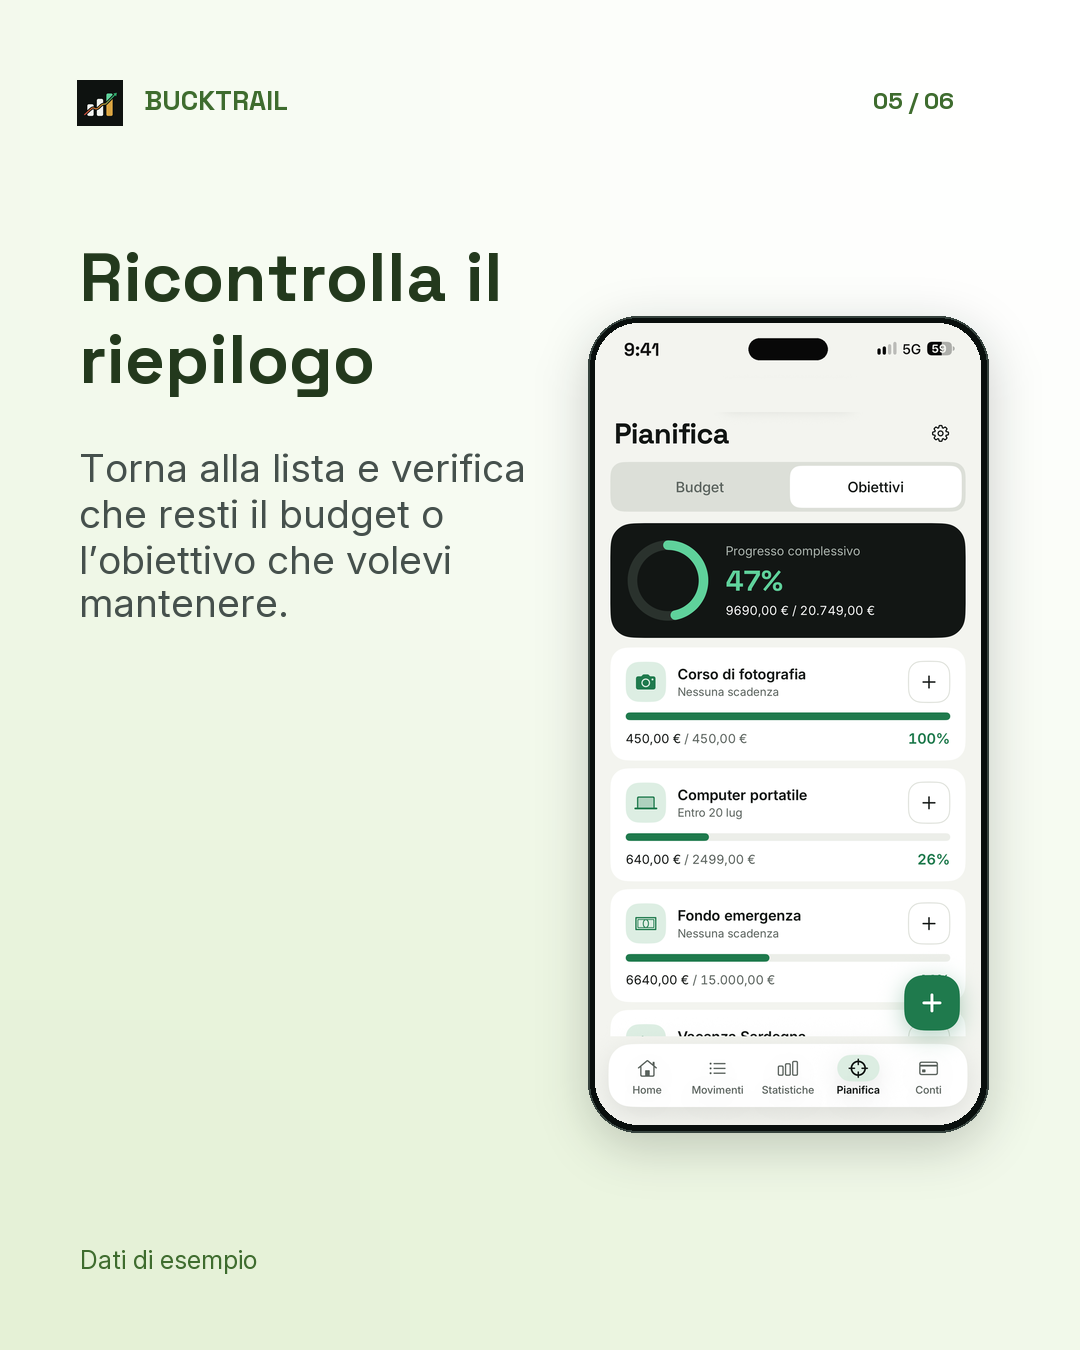 BUCKTRAIL
05 / 06
Ricontrolla il
riepilogo
Torna alla lista e verifica
che resti il budget o
l’obiettivo che volevi
mantenere.
9:41
5G 59
Pianifica
Budget
Obiettivi
Progresso complessivo
47%
9690,00 € / 20.749,00 €
Corso di fotografia
Nessuna scadenza
450,00 € / 450,00 €
100%
Computer portatile
Entro 20 lug
640,00 € / 2499,00 €
26%
Fondo emergenza
Nessuna scadenza
6640,00 € / 15.000,00 €
Vacanza Sardegna
Home
Movimenti
Statistiche
Pianifica
Conti
Dati di esempio